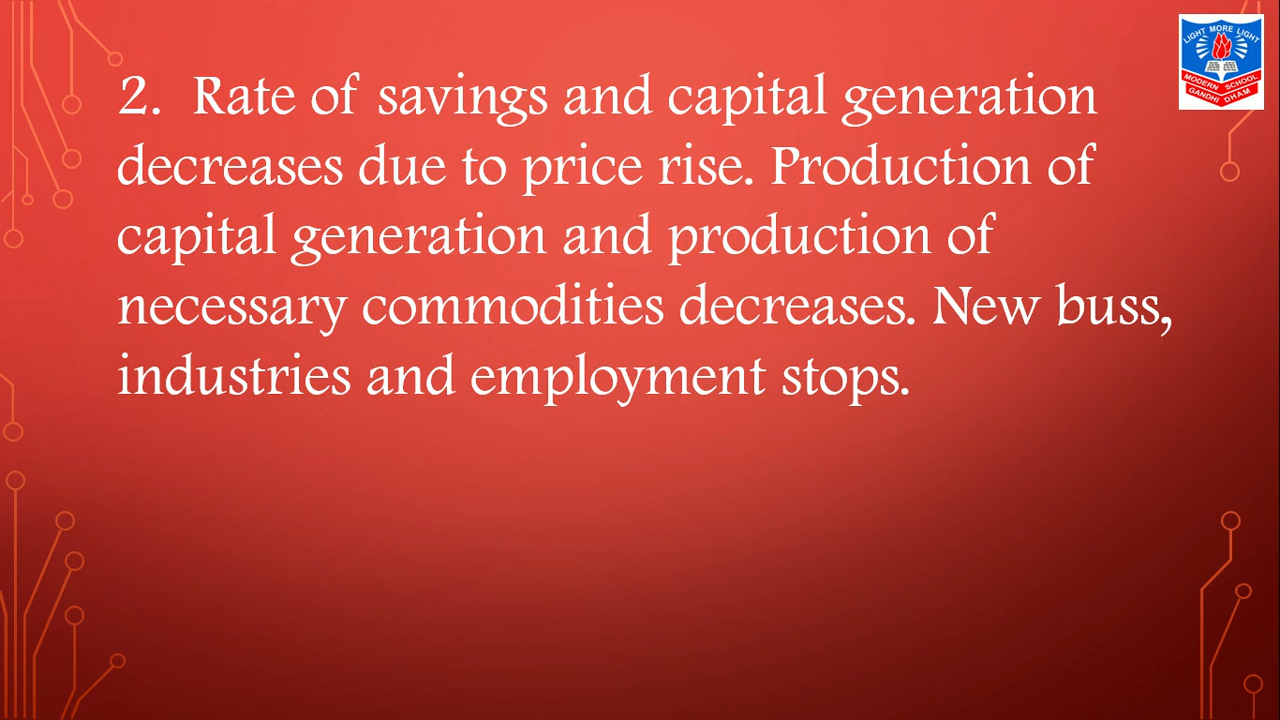 LIGHT MORE LIGHT
MODERN SCHOOL
GANDHI DHAM
2. Rate of savings and capital generation
decreases due to price rise. Production of
capital generation and production of
necessary commodities decreases. New buss,
industries and employment stops.